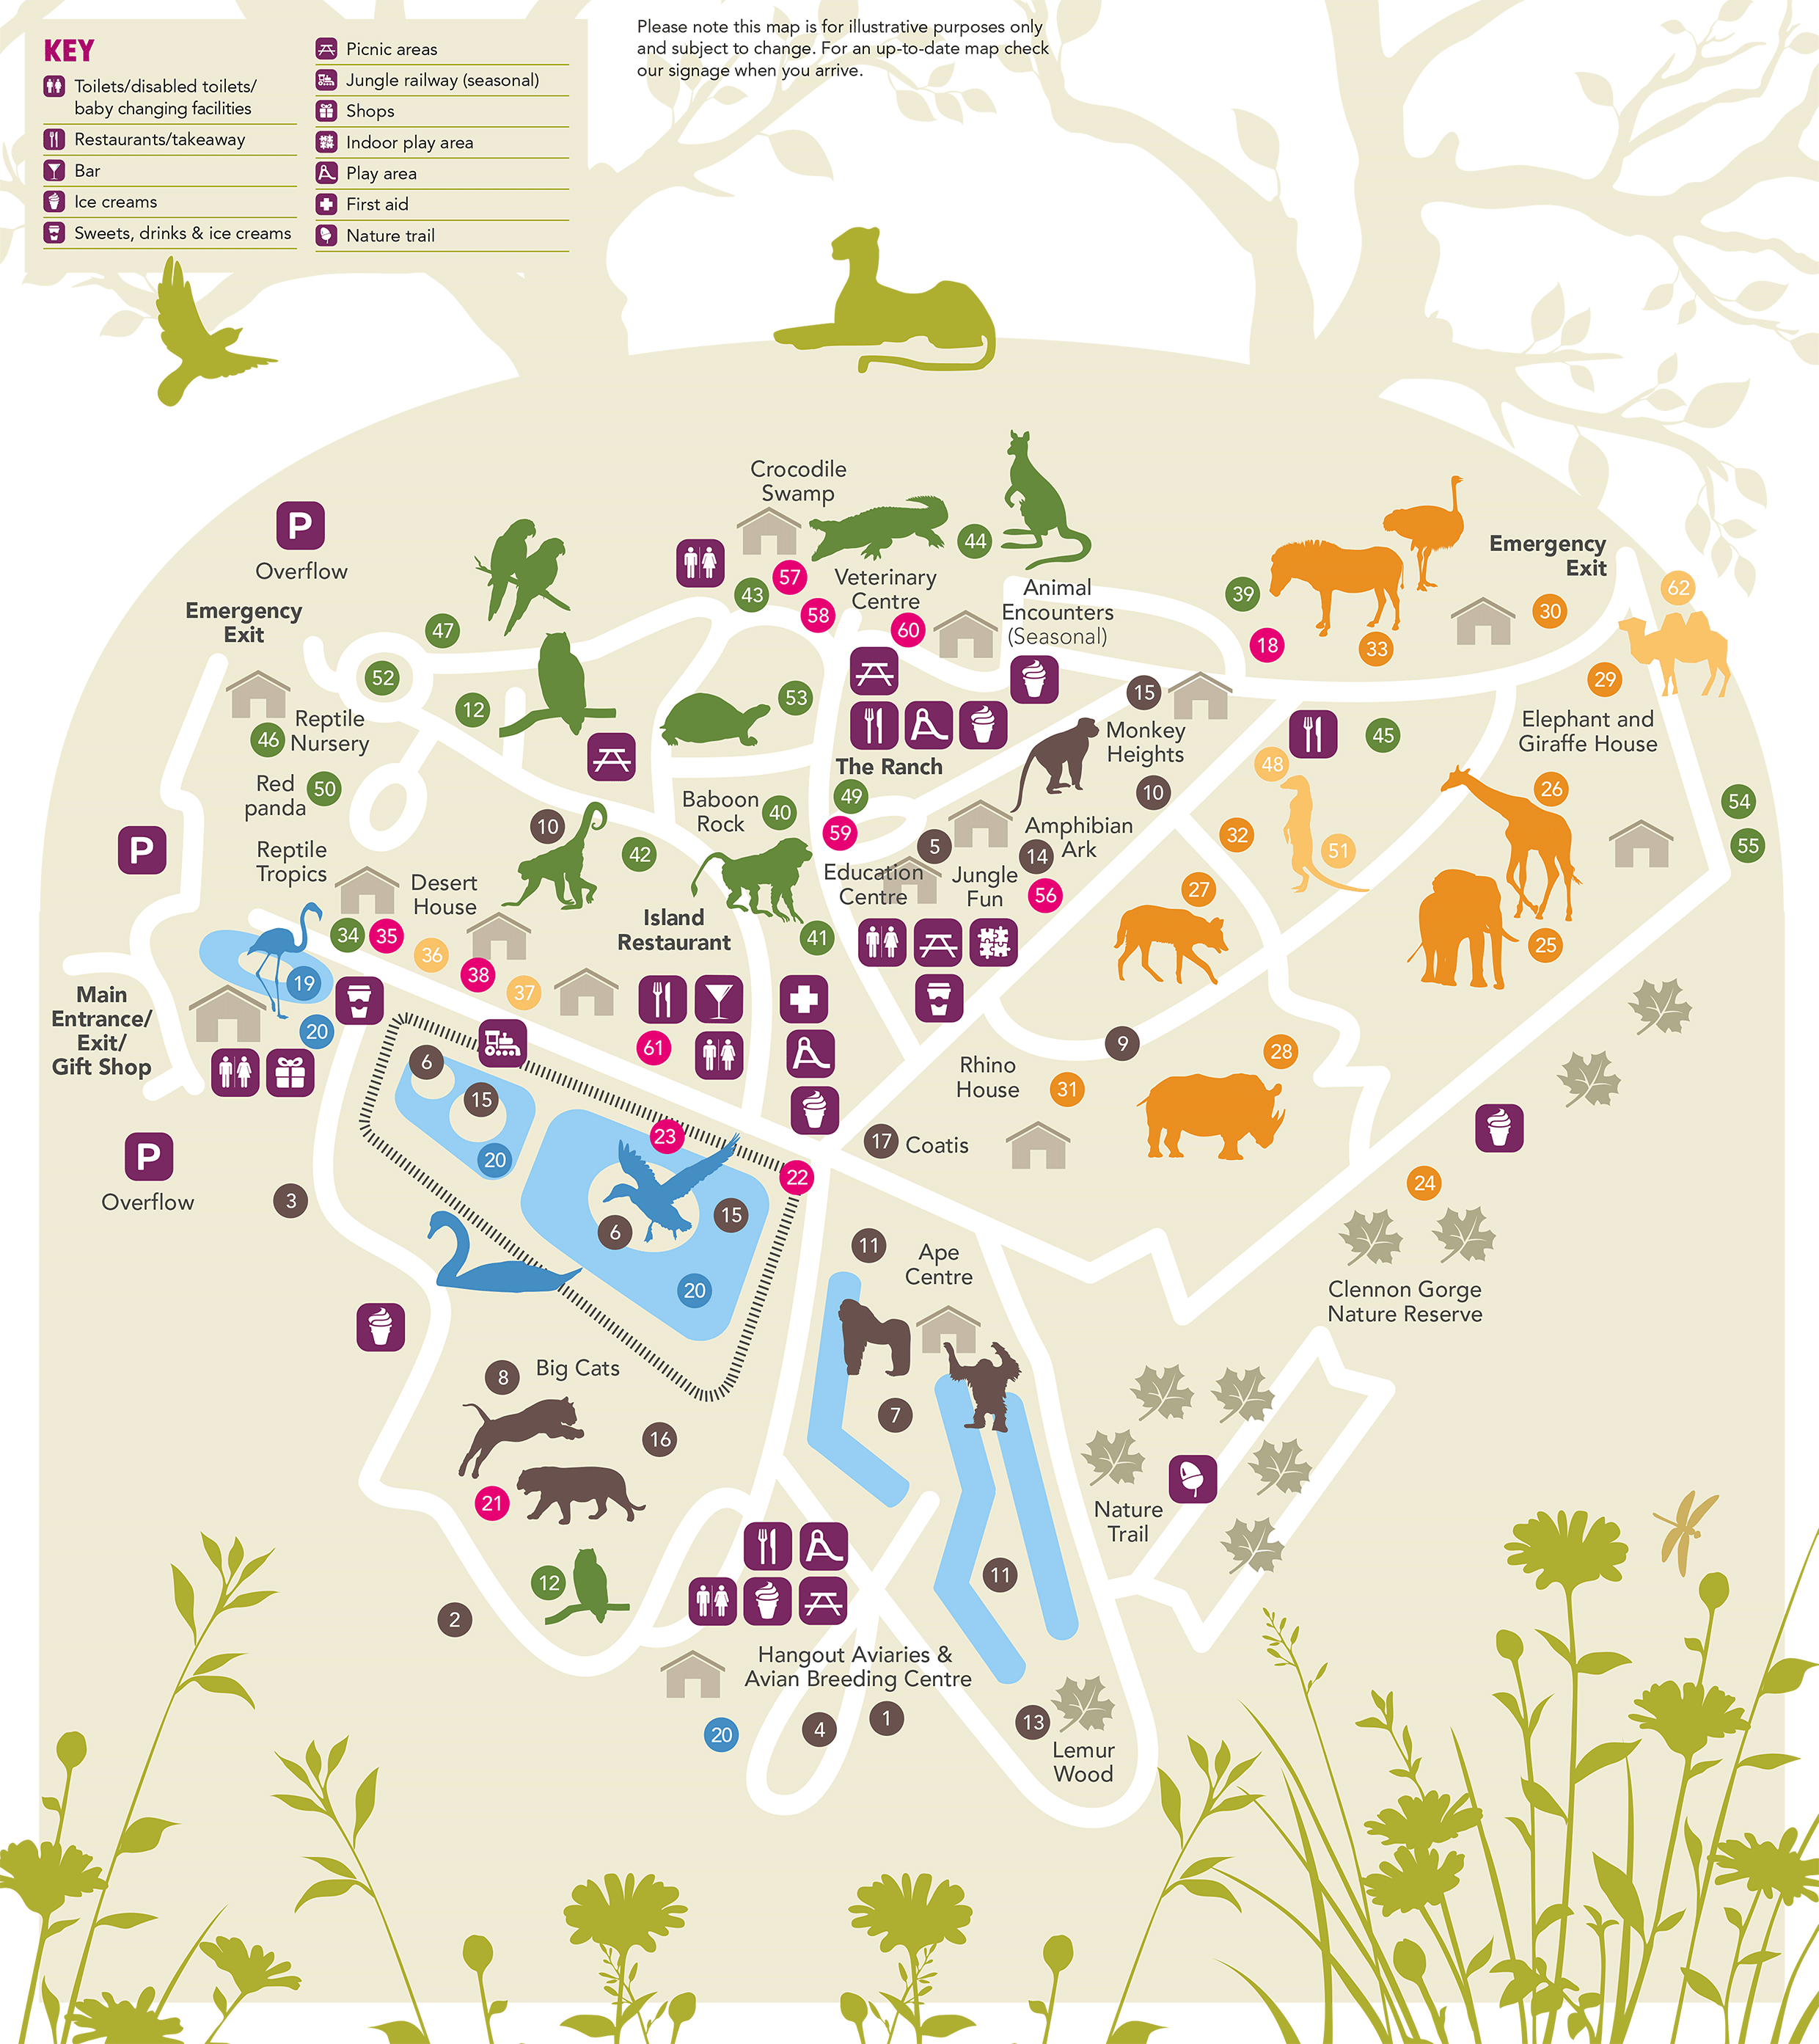 KEY
Toilets/disabled toilets/
baby changing facilities
Restaurants/takeaway
Bar
Ice creams
Sweets, drinks & ice creams
Picnic areas
Jungle railway (seasonal)
Shops
Indoor play area
Play area
First aid
Nature trail
Please note this map is for illustrative purposes only
and subject to change. For an up-to-date map check
our signage when you arrive.
Crocodile
Swamp
P
Overflow
Emergency
Exit
47
52
12
43
57
58
44
Veterinary
Centre
60
Animal
Encounters
(Seasonal)
39
18
33
Emergency
Exit
30
62
29
Reptile
Nursery
46
Red
panda
50
53
15
Monkey
Heights
10
The Ranch
49
59
48
45
Elephant and
Giraffe House
26
54
55
P
Reptile
Tropics
10
42
Baboon
Rock
40
41
5
14
Amphibian
Ark
Education
Centre
Jungle
Fun
56
32
51
27
25
Desert
House
34
35
36
38
37
Island
Restaurant
61
19
20
Main
Entrance/
Exit/
Gift Shop
6
15
20
23
22
6
15
20
9
Rhino
House
31
28
17
Coatis
24
Clennon Gorge
Nature Reserve
P
Overflow
3
11
Ape
Centre
7
8
Big Cats
16
21
12
2
11
Nature
Trail
Hangout Aviaries &
Avian Breeding Centre
20
4
1
13
Lemur
Wood